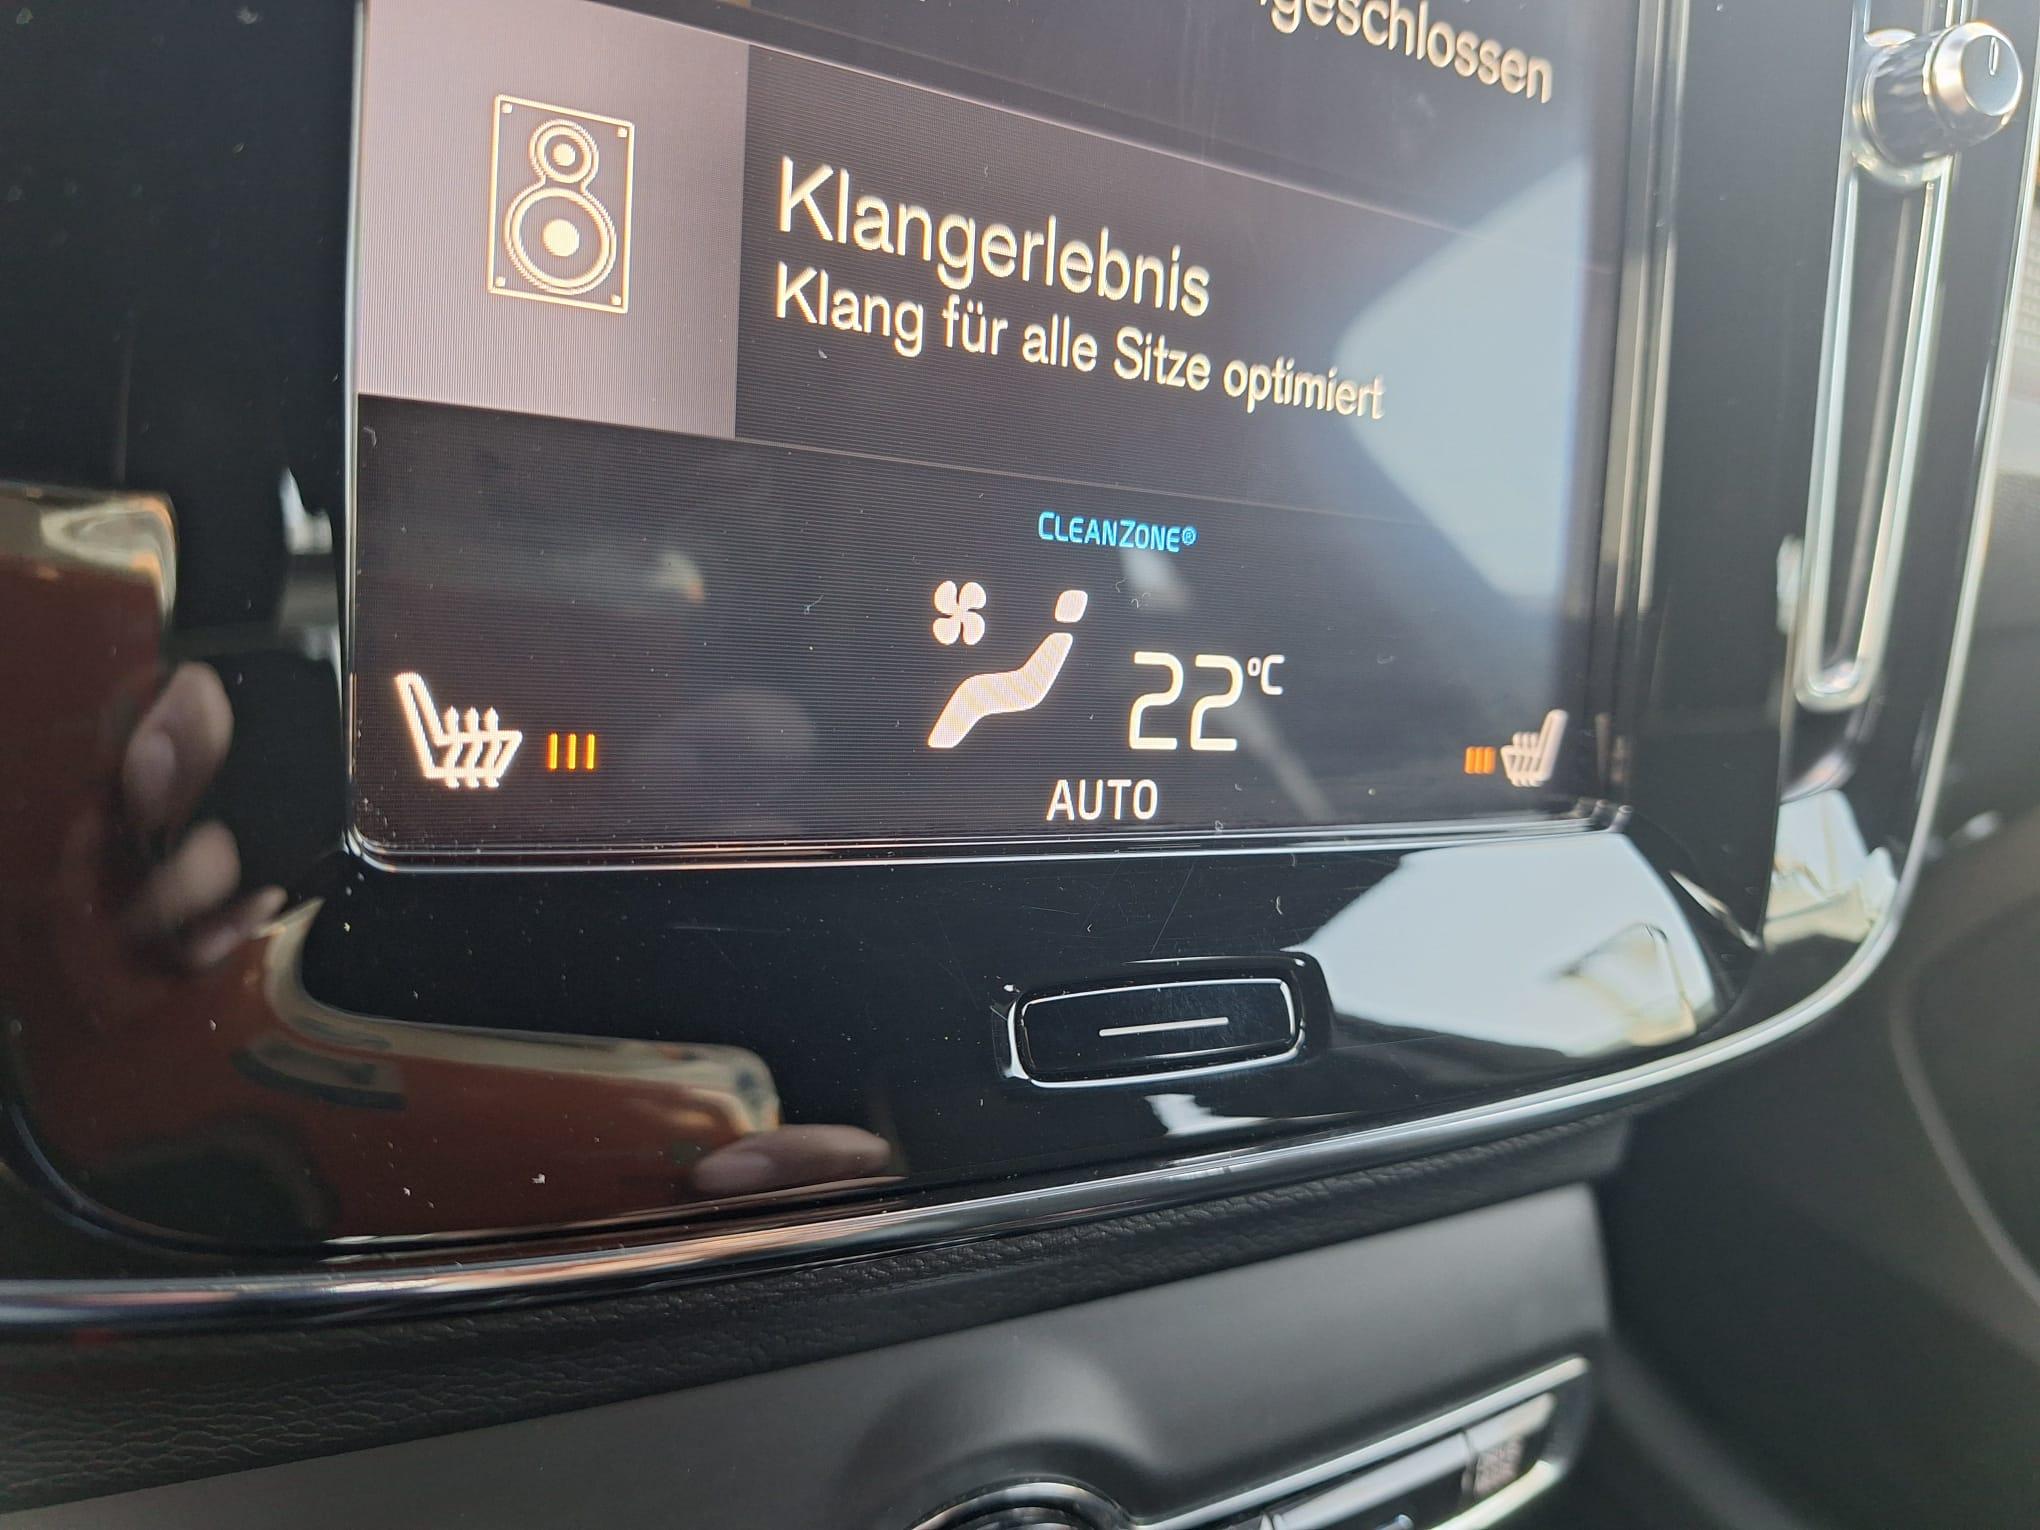 geschlossen
Klangerlebnis
Klang für alle Sitze optimiert
CLEANZONE®
22 °C
AUTO